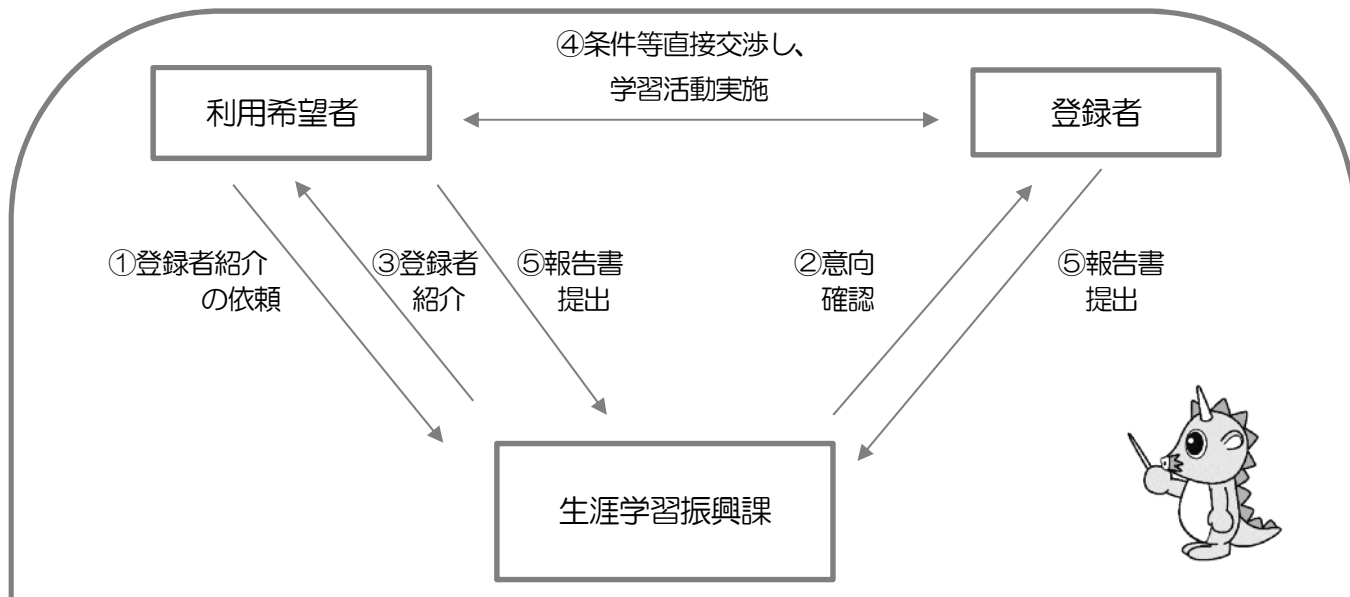 ④条件等直接交渉し、
学習活動実施
利用希望者
登録者
①登録者紹介
の依頼
③登録者
紹介
⑤報告書
提出
②意向
確認
⑤報告書
提出
生涯学習振興課